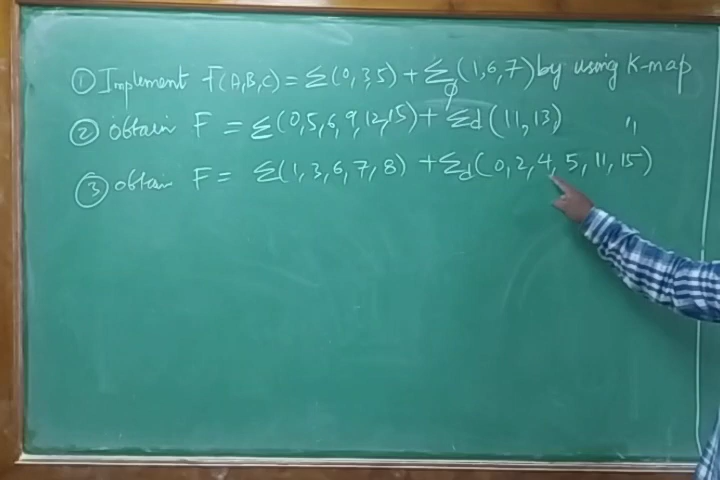 ① Implement F(A,B,C) = Σ(0,3,5) + Σφ(1,6,7) by using K-map
② obtain F = Σ(0,5,6,9,12,15) + Σd(11,13) "
③ obtain F = Σ(1,3,6,7,8) + Σd(0,2,4,5,11,15)